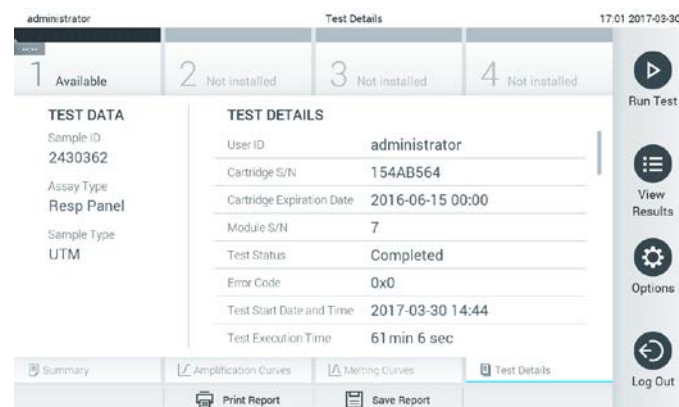 administrator Test Details 17:01 2017-03-30
--:--
1 Available 2 Not installed 3 Not installed 4 Not installed
Run Test
TEST DATA
Sample ID
2430362
Assay Type
Resp Panel
Sample Type
UTM
TEST DETAILS
User ID administrator
Cartridge S/N 154AB564
Cartridge Expiration Date 2016-06-15 00:00
Module S/N 7
Test Status Completed
Error Code 0x0
Test Start Date and Time 2017-03-30 14:44
Test Execution Time 61 min 6 sec
View
Results
Options
Log Out
Summary Amplification Curves Melting Curves Test Details
Print Report Save Report